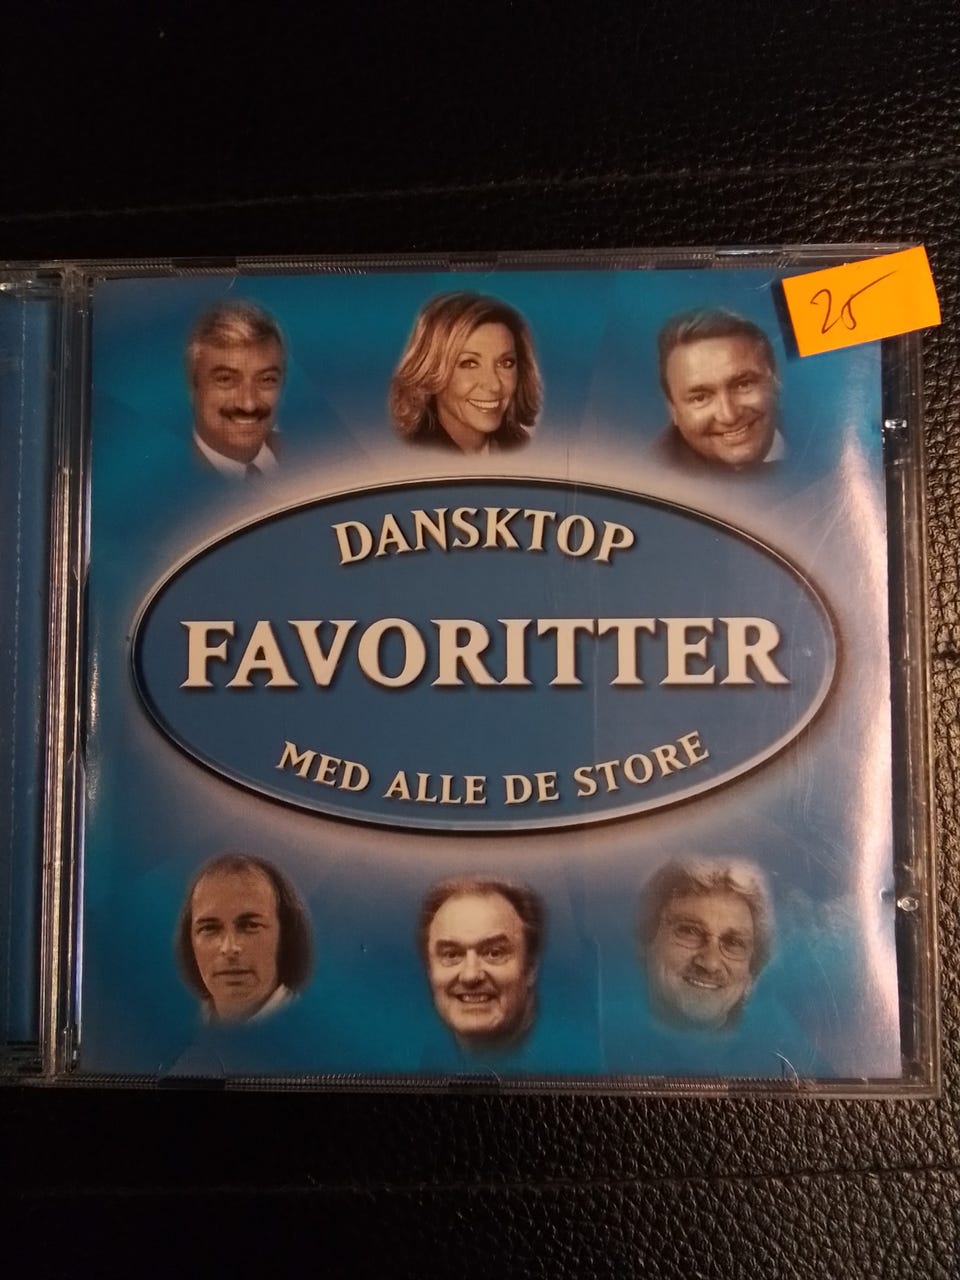 25
DANSKTOP
FAVORITTER
MED ALLE DE STORE